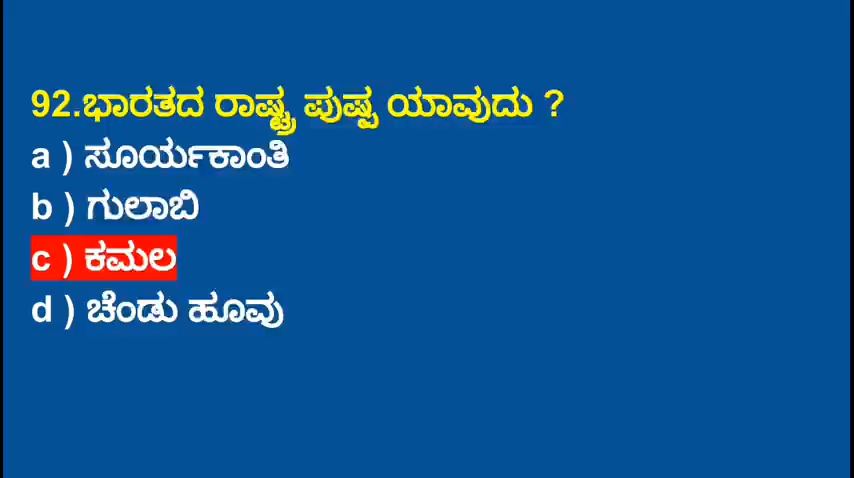 92.ಭಾರತದ ರಾಷ್ಟ್ರ ಪುಷ್ಪ ಯಾವುದು ?
a ) ಸೂರ್ಯಕಾಂತಿ
b ) ಗುಲಾಬಿ
c ) ಕಮಲ
d ) ಚೆಂಡು ಹೂವು